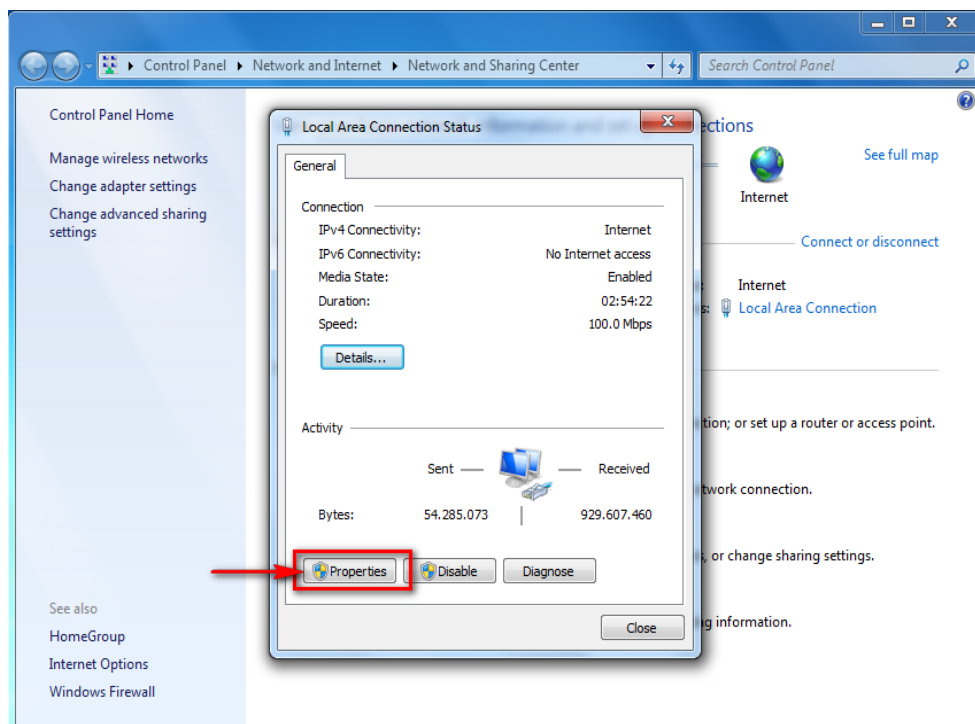 Control Panel ▸ Network and Internet ▸ Network and Sharing Center
Search Control Panel
Control Panel Home
Manage wireless networks
Change adapter settings
Change advanced sharing
settings
See also
HomeGroup
Internet Options
Windows Firewall
Local Area Connection Status
General
Connection
IPv4 Connectivity: Internet
IPv6 Connectivity: No Internet access
Media State: Enabled
Duration: 02:54:22
Speed: 100.0 Mbps
Details...
Activity
Sent — — Received
Bytes: 54.285.073 | 929.607.460
Properties Disable Diagnose
Close
ections
See full map
Internet
Connect or disconnect
: Internet
s: Local Area Connection
tion; or set up a router or access point.
twork connection.
s, or change sharing settings.
ng information.